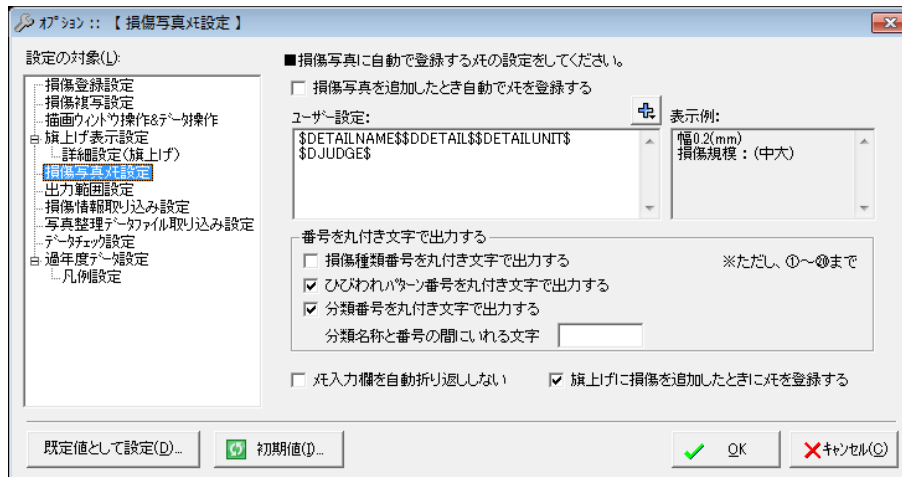 ｵﾌﾟｼｮﾝ :: 【 損傷写真ﾒﾓ設定 】
設定の対象(L):
損傷登録設定
損傷複写設定
描画ｳｨﾝﾄﾞｳ操作&ﾃﾞｰﾀ操作
旗上げ表示設定
詳細設定(旗上げ)
損傷写真ﾒﾓ設定
出力範囲設定
損傷情報取り込み設定
写真整理ﾃﾞｰﾀﾌｧｲﾙ取り込み設定
ﾃﾞｰﾀﾁｪｯｸ設定
過年度ﾃﾞｰﾀ設定
凡例設定
■損傷写真に自動で登録するﾒﾓの設定をしてください。
損傷写真を追加したとき自動でﾒﾓを登録する
ユーザー設定:
$DETAILNAME$$DDETAIL$$DETAILUNIT$
$DJUDGE$
表示例:
幅0.2(mm)
損傷規模：(中大)
番号を丸付き文字で出力する
損傷種類番号を丸付き文字で出力する
※ただし、①～⑳まで
ひびわれﾊﾟﾀｰﾝ番号を丸付き文字で出力する
分類番号を丸付き文字で出力する
分類名称と番号の間にいれる文字
ﾒﾓ入力欄を自動折り返ししない
旗上げに損傷を追加したときにﾒﾓを登録する
既定値として設定(D)...
初期値(I)...
OK
ｷｬﾝｾﾙ(C)